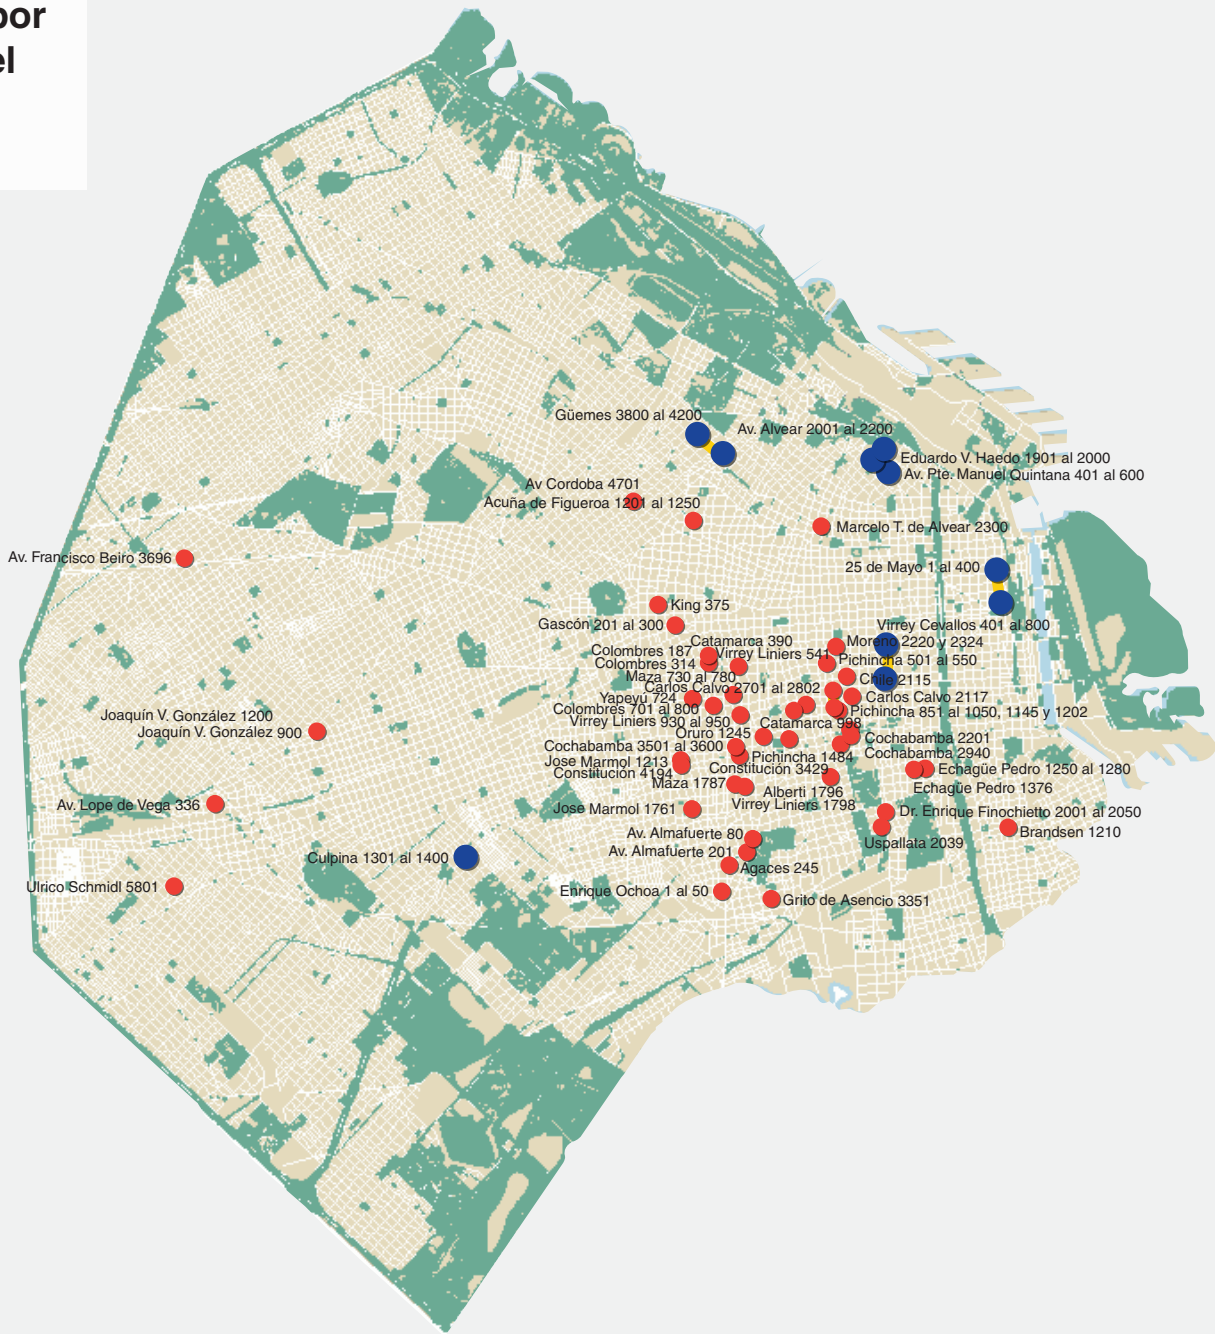 por
el
Güemes 3800 al 4200
Av. Alvear 2001 al 2200
Eduardo V. Haedo 1901 al 2000
Av. Pte. Manuel Quintana 401 al 600
Av Cordoba 4701
Acuña de Figueroa 1201 al 1250
Marcelo T. de Alvear 2300
Av. Francisco Beiro 3696
25 de Mayo 1 al 400
King 375
Gascón 201 al 300
Virrey Cevallos 401 al 800
Catamarca 390
Moreno 2220 y 2324
Colombres 187
Virrey Liniers 541
Colombres 314
Pichincha 501 al 550
Maza 730 al 780
Chile 2115
Carlos Calvo 2701 al 2802
Yapeyú 724
Carlos Calvo 2117
Colombres 701 al 800
Pichincha 851 al 1050, 1145 y 1202
Joaquín V. González 1200
Virrey Liniers 930 al 950
Catamarca 998
Joaquín V. González 900
Oruro 1245
Cochabamba 2201
Cochabamba 3501 al 3600
Cochabamba 2940
Pichincha 1484
Jose Marmol 1213
Constitución 3429
Echagüe Pedro 1250 al 1280
Constitución 4194
Maza 1787
Echagüe Pedro 1376
Alberti 1796
Av. Lope de Vega 336
Virrey Liniers 1798
Jose Marmol 1761
Dr. Enrique Finochietto 2001 al 2050
Av. Almafuerte 80
Brandsen 1210
Uspallata 2039
Av. Almafuerte 201
Culpina 1301 al 1400
Agaces 245
Ulrico Schmidl 5801
Enrique Ochoa 1 al 50
Grito de Asencio 3351